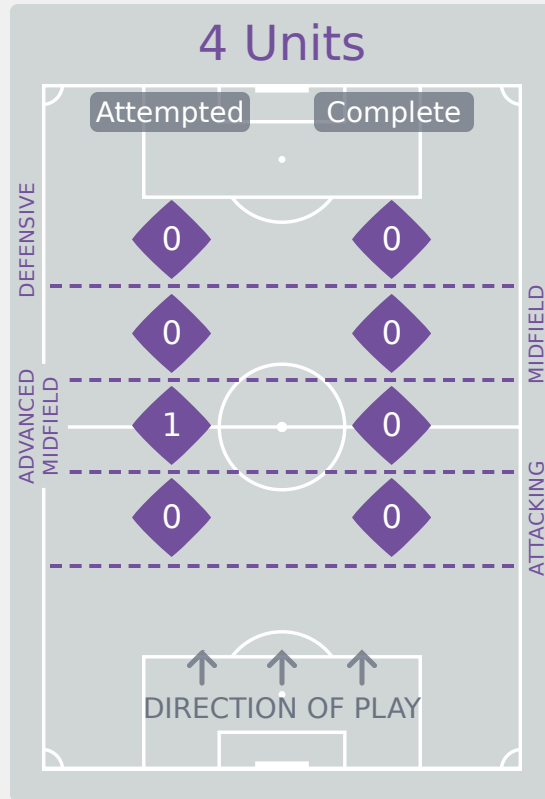 4 Units
Attempted
Complete
DEFENSIVE
0
0
MIDFIELD
0
0
ADVANCED
MIDFIELD
1
0
ATTACKING
0
0
DIRECTION OF PLAY